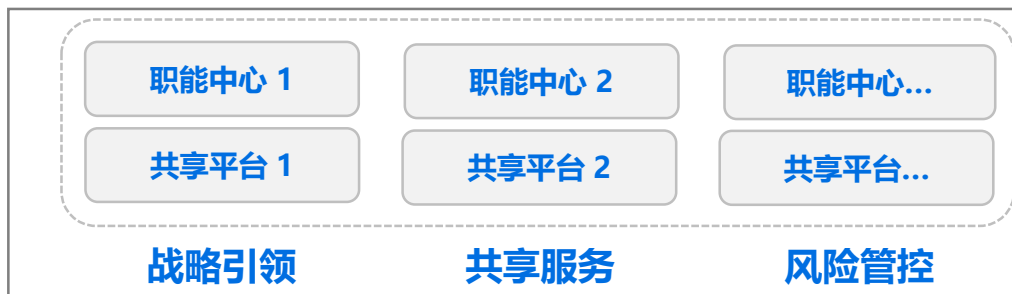 职能中心 1
职能中心 2
职能中心…
共享平台 1
共享平台 2
共享平台…
战略引领
共享服务
风险管控